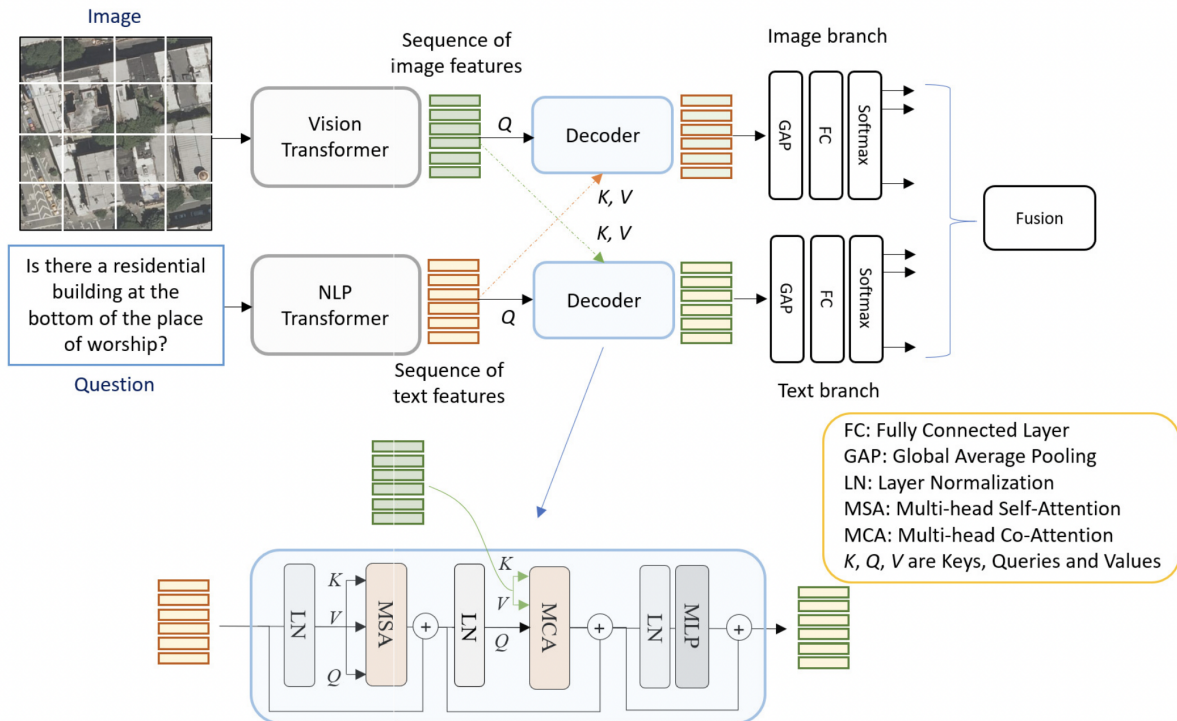 Image
Sequence of
image features
Image branch
Vision
Transformer
Q
Decoder
GAP
FC
Softmax
K, V
K, V
Fusion
Is there a residential
building at the
bottom of the place
of worship?
Question
NLP
Transformer
Q
Decoder
GAP
FC
Softmax
Sequence of
text features
Text branch
FC: Fully Connected Layer
GAP: Global Average Pooling
LN: Layer Normalization
MSA: Multi-head Self-Attention
MCA: Multi-head Co-Attention
K, Q, V are Keys, Queries and Values
LN
K
V
Q
MSA
+
LN
K
V
Q
MCA
+
LN
MLP
+